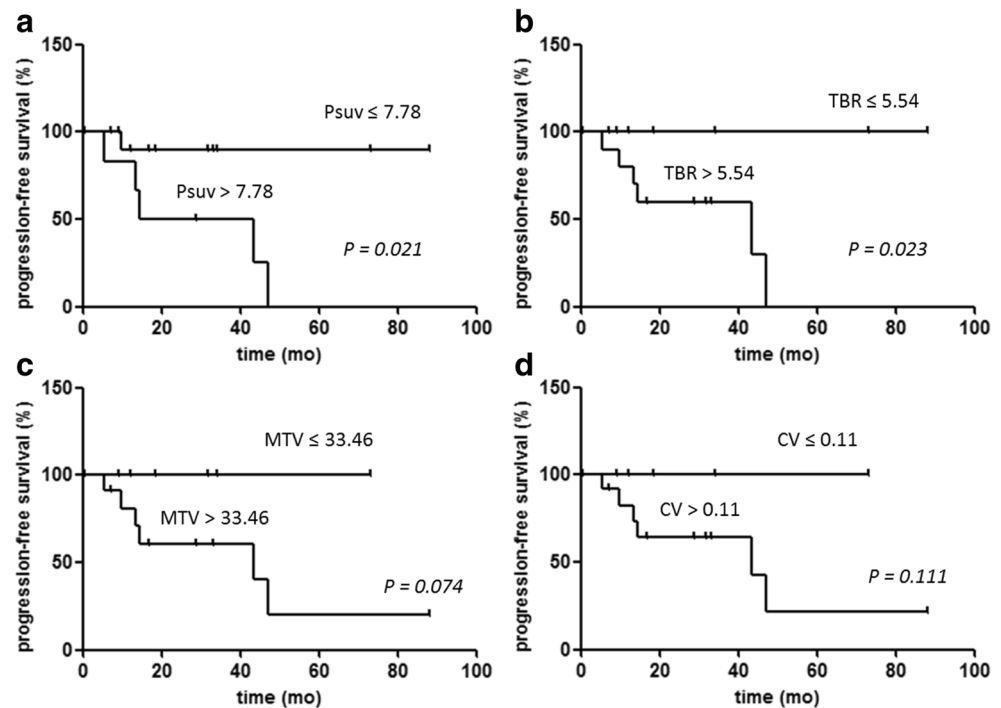 a
progression-free survival (%)
150
100
50
0
Psuv ≤ 7.78
Psuv > 7.78
P = 0.021
0 20 40 60 80 100
time (mo)
b
progression-free survival (%)
150
100
50
0
TBR ≤ 5.54
TBR > 5.54
P = 0.023
0 20 40 60 80 100
time (mo)
c
progression-free survival (%)
150
100
50
0
MTV ≤ 33.46
MTV > 33.46
P = 0.074
0 20 40 60 80 100
time (mo)
d
progression-free survival (%)
150
100
50
0
CV ≤ 0.11
CV > 0.11
P = 0.111
0 20 40 60 80 100
time (mo)